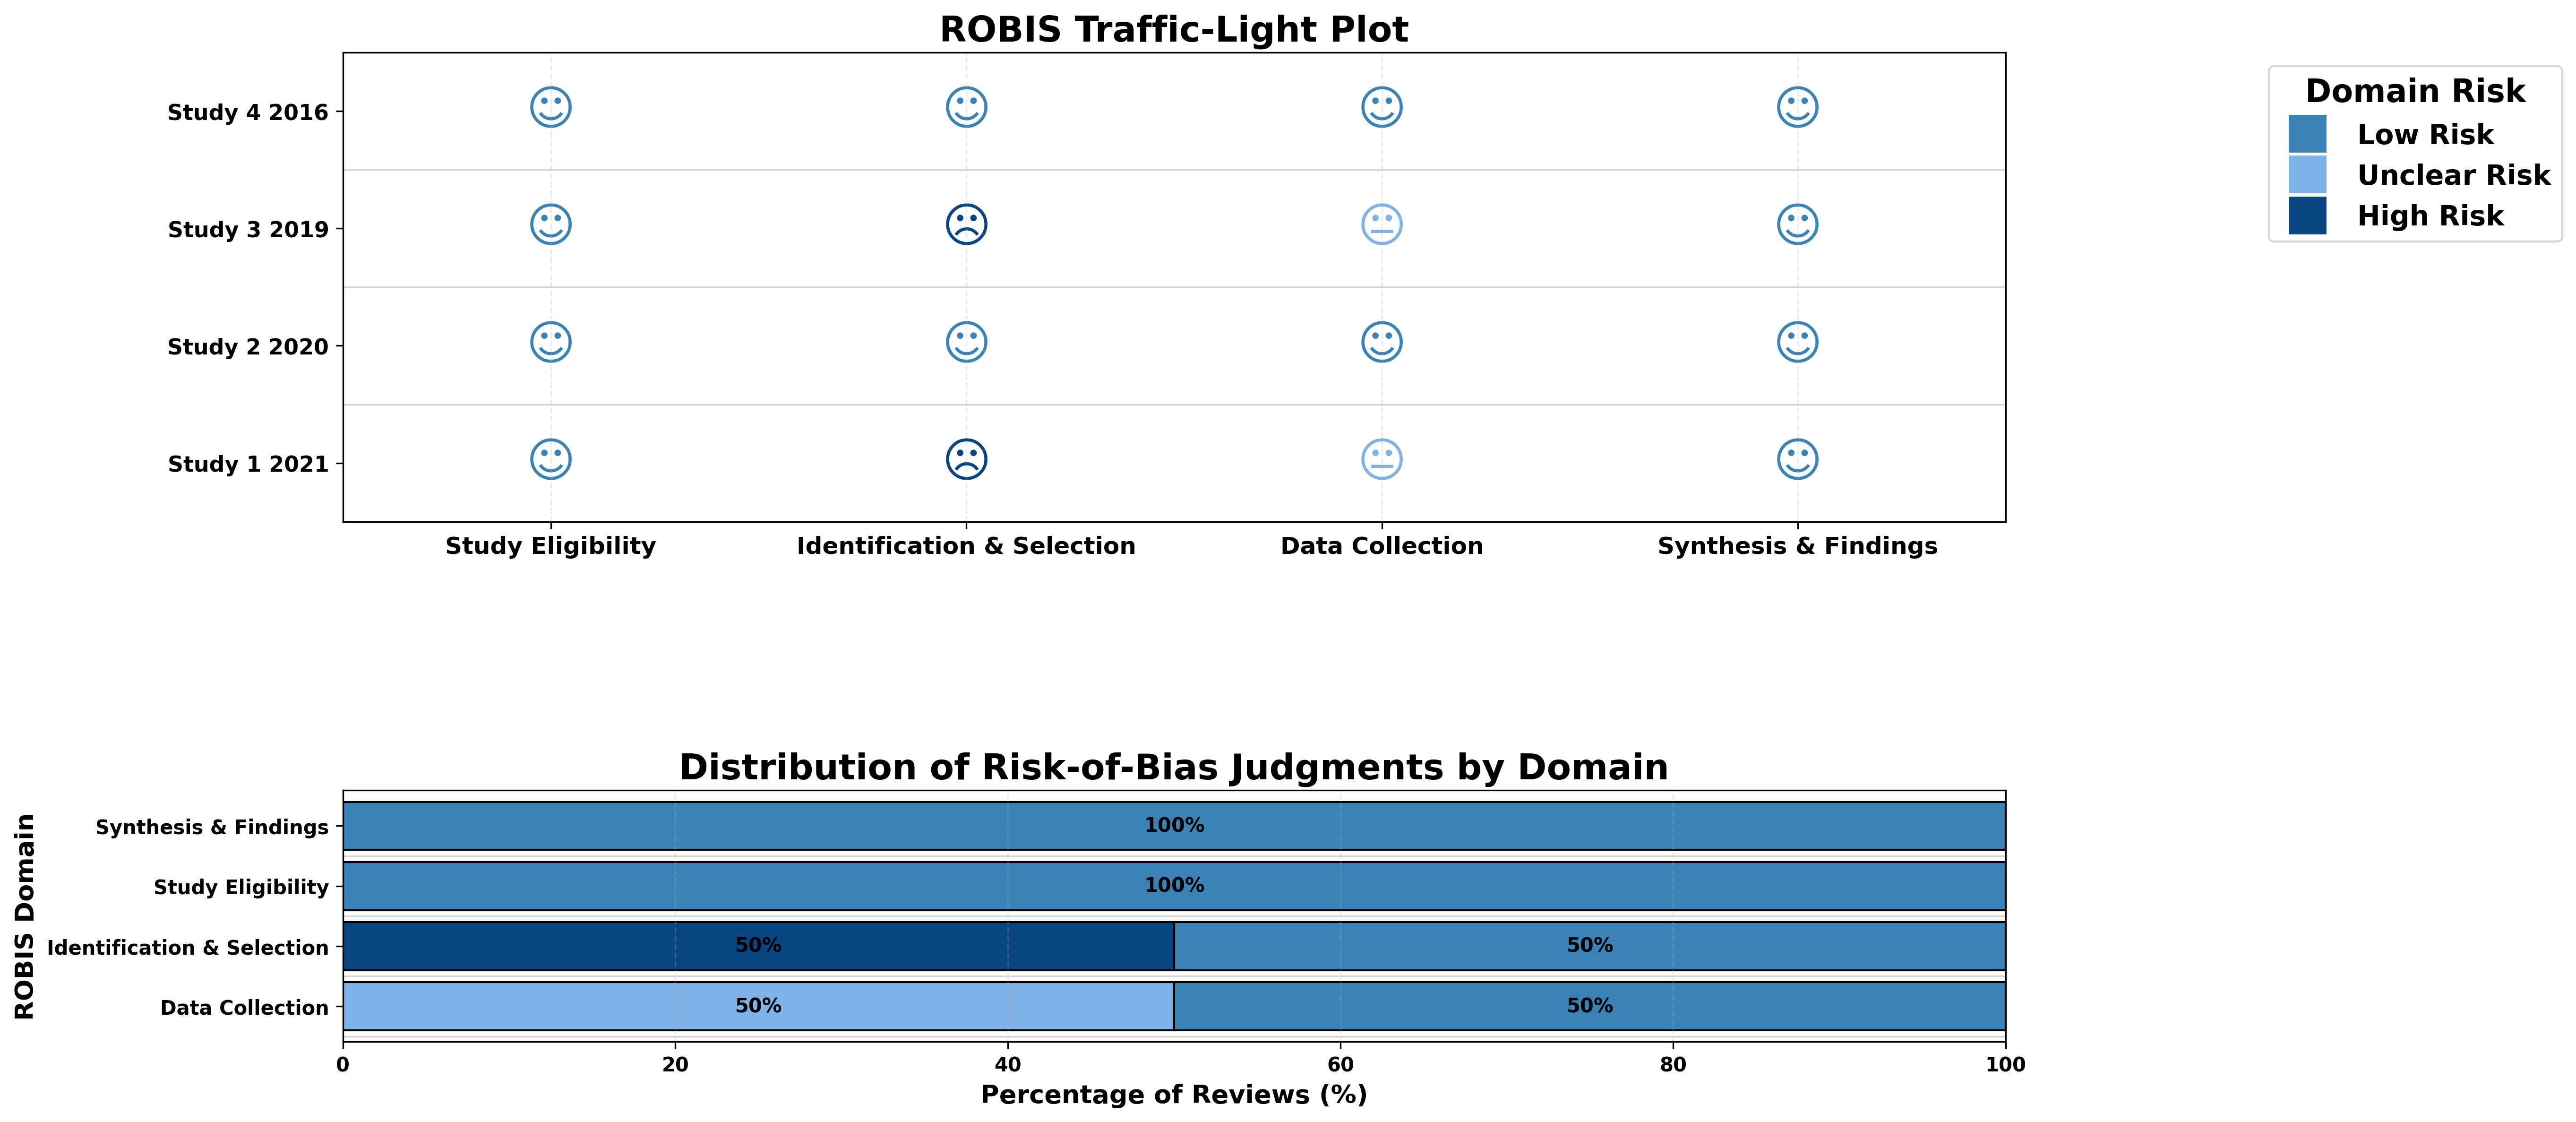 ROBIS Traffic-Light Plot
Study 4 2016
Study 3 2019
Study 2 2020
Study 1 2021
Study Eligibility
Identification & Selection
Data Collection
Synthesis & Findings
Domain Risk
Low Risk
Unclear Risk
High Risk
Distribution of Risk-of-Bias Judgments by Domain
ROBIS Domain
Synthesis & Findings
100%
Study Eligibility
100%
Identification & Selection
50%
50%
Data Collection
50%
50%
0
20
40
60
80
100
Percentage of Reviews (%)